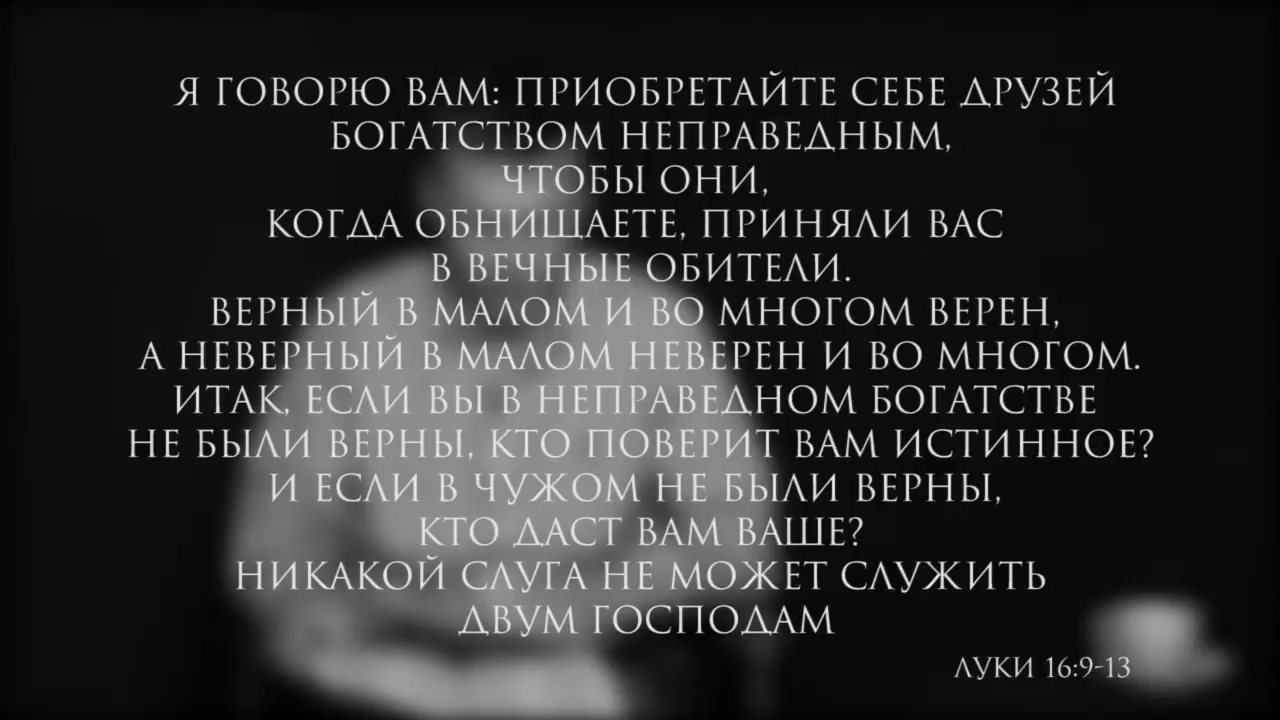 Я ГОВОРЮ ВАМ: ПРИОБРЕТАЙТЕ СЕБЕ ДРУЗЕЙ
БОГАТСТВОМ НЕПРАВЕДНЫМ,
ЧТОБЫ ОНИ,
КОГДА ОБНИЩАЕТЕ, ПРИНЯЛИ ВАС
В ВЕЧНЫЕ ОБИТЕЛИ.
ВЕРНЫЙ В МАЛОМ И ВО МНОГОМ ВЕРЕН,
А НЕВЕРНЫЙ В МАЛОМ НЕВЕРЕН И ВО МНОГОМ.
ИТАК, ЕСЛИ ВЫ В НЕПРАВЕДНОМ БОГАТСТВЕ
НЕ БЫЛИ ВЕРНЫ, КТО ПОВЕРИТ ВАМ ИСТИННОЕ?
И ЕСЛИ В ЧУЖОМ НЕ БЫЛИ ВЕРНЫ,
КТО ДАСТ ВАМ ВАШЕ?
НИКАКОЙ СЛУГА НЕ МОЖЕТ СЛУЖИТЬ
ДВУМ ГОСПОДАМ
ЛУКИ 16:9-13